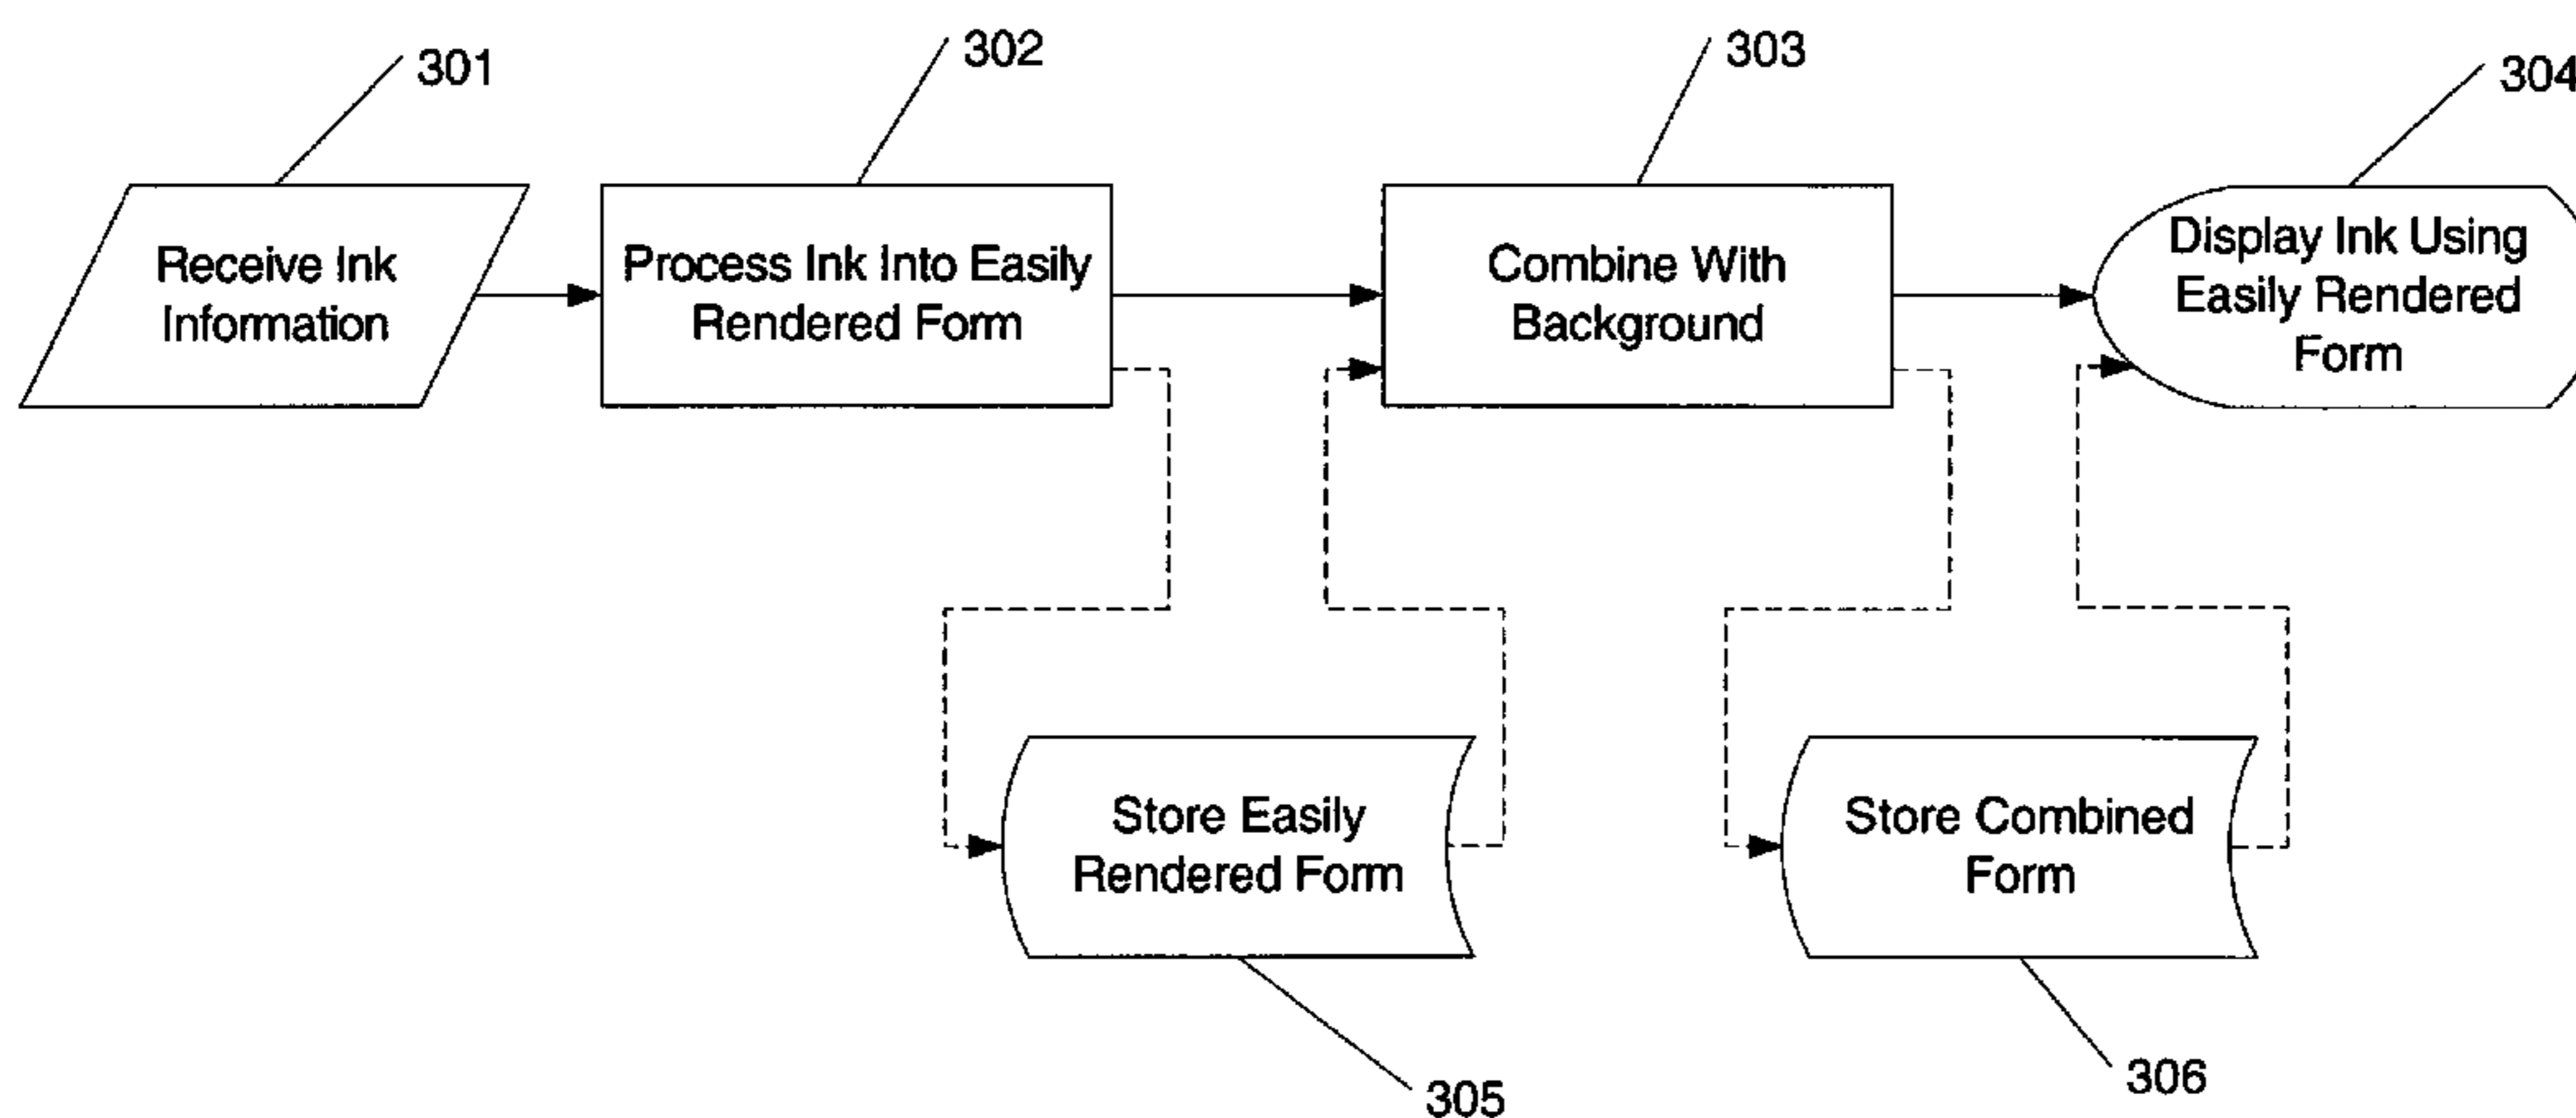 301
302
303
304
Receive Ink
Information
Process Ink Into Easily
Rendered Form
Combine With
Background
Display Ink Using
Easily Rendered
Form
Store Easily
Rendered Form
Store Combined
Form
305
306